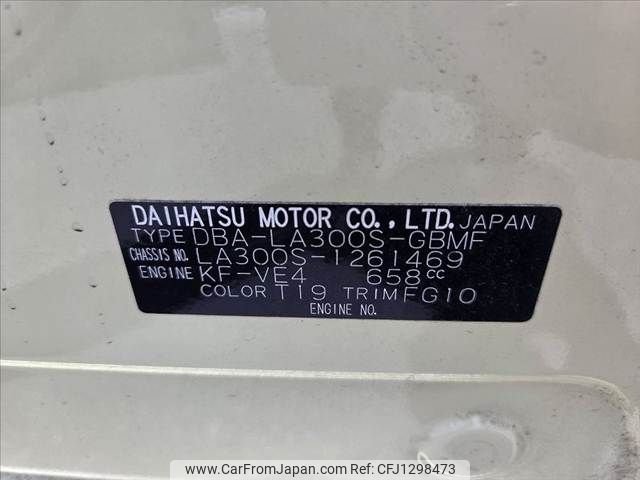 DAIHATSU MOTOR CO., LTD. JAPAN
TYPE DBA-LA300S-GBMF
CHASSIS NO. LA300S-1261469
ENGINE KF-VE4 658cc
COLOR T19 TRIM FG10
ENGINE NO.
www.CarFromJapan.com CFJ1298473